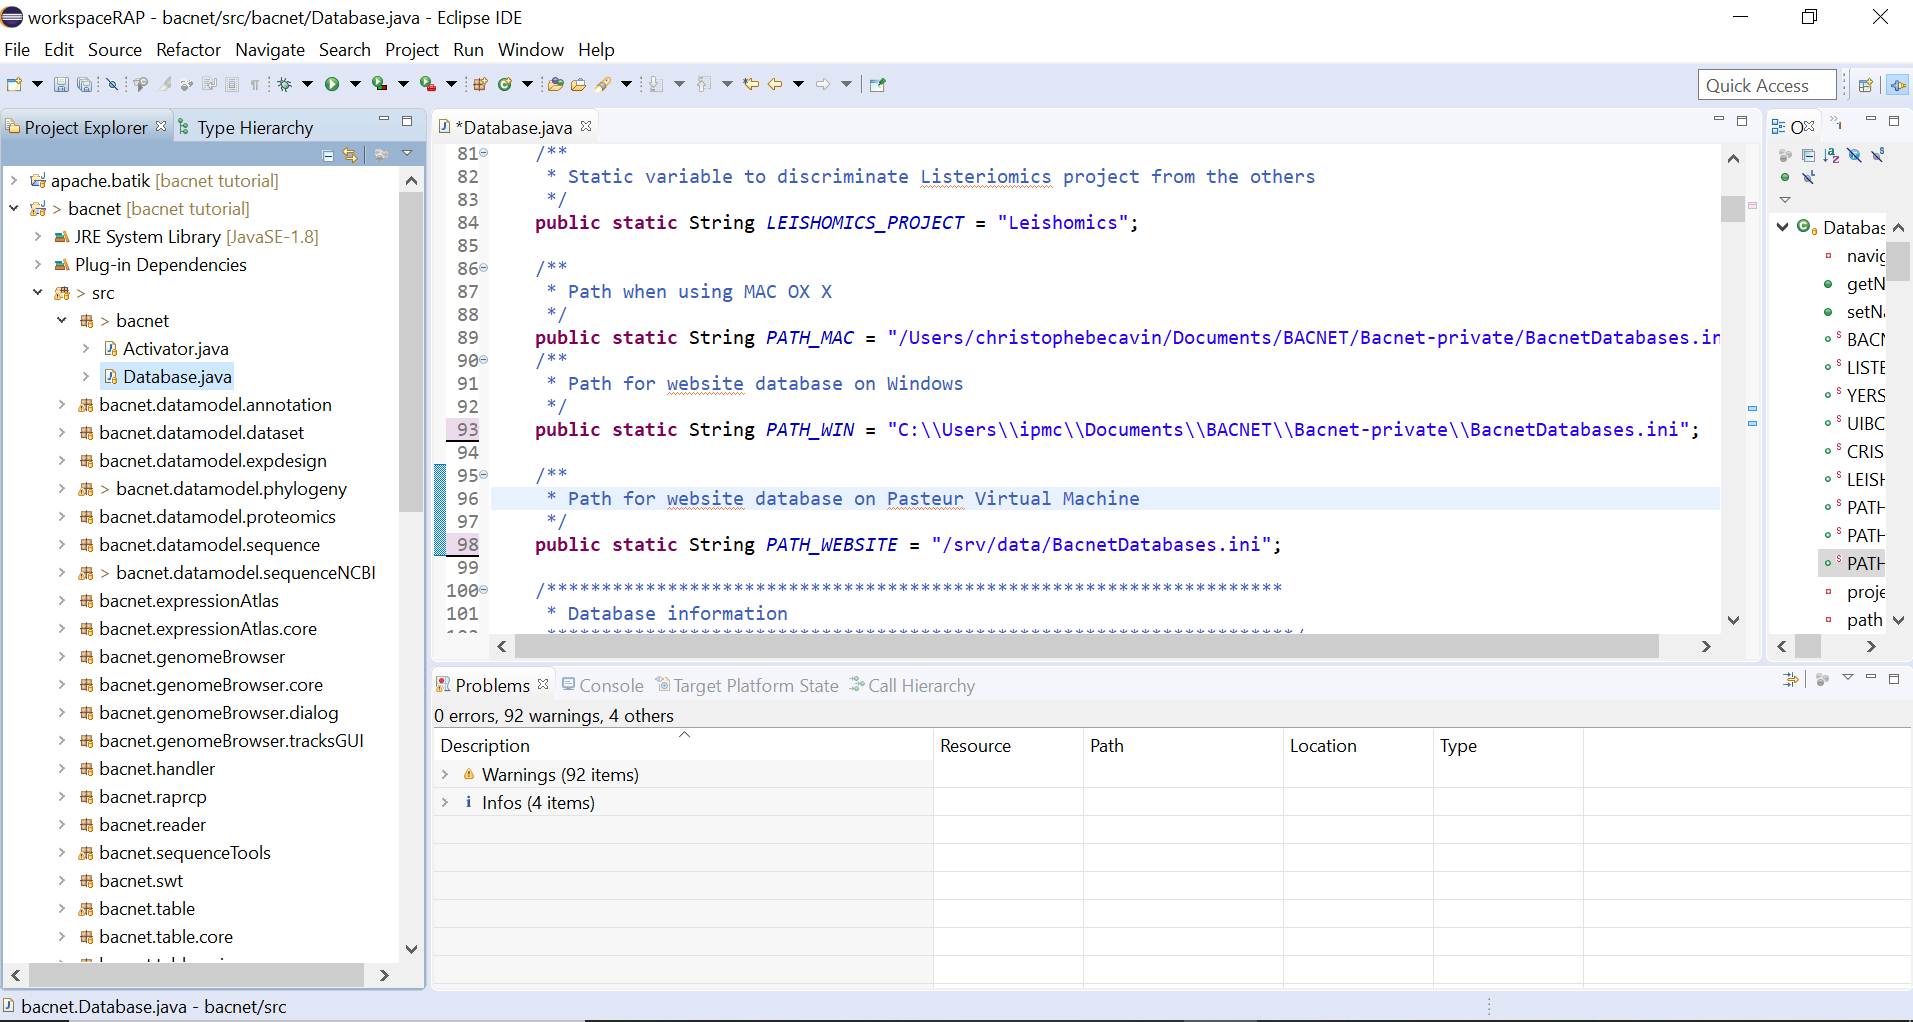 workspaceRAP - bacnet/src/bacnet/Database.java - Eclipse IDE
File Edit Source Refactor Navigate Search Project Run Window Help
Quick Access
Project Explorer
Type Hierarchy
apache.batik [bacnet tutorial]
> bacnet [bacnet tutorial]
JRE System Library [JavaSE-1.8]
Plug-in Dependencies
> src
> bacnet
Activator.java
Database.java
bacnet.datamodel.annotation
bacnet.datamodel.dataset
bacnet.datamodel.expdesign
> bacnet.datamodel.phylogeny
bacnet.datamodel.proteomics
bacnet.datamodel.sequence
> bacnet.datamodel.sequenceNCBI
bacnet.expressionAtlas
bacnet.expressionAtlas.core
bacnet.genomeBrowser
bacnet.genomeBrowser.core
bacnet.genomeBrowser.dialog
bacnet.genomeBrowser.tracksGUI
bacnet.handler
bacnet.raprcp
bacnet.reader
bacnet.sequenceTools
bacnet.swt
bacnet.table
bacnet.table.core
*Database.java
81 /**
82 * Static variable to discriminate Listeriomics project from the others
83 */
84 public static String LEISHOMICS_PROJECT = "Leishomics";
85
86 /**
87 * Path when using MAC OX X
88 */
89 public static String PATH_MAC = "/Users/christophebecavin/Documents/BACNET/Bacnet-private/BacnetDatabases.in
90 /**
91 * Path for website database on Windows
92 */
93 public static String PATH_WIN = "C:\\Users\\ipmc\\Documents\\BACNET\\Bacnet-private\\BacnetDatabases.ini";
94
95 /**
96 * Path for website database on Pasteur Virtual Machine
97 */
98 public static String PATH_WEBSITE = "/srv/data/BacnetDatabases.ini";
99
100 /*******************************************************************
101 * Database information
O
Databas
navig
getN
setNa
BACN
LISTE
YERS
UIBC
CRIS
LEISH
PATH
PATH
PATH
proje
path
Problems
Console
Target Platform State
Call Hierarchy
0 errors, 92 warnings, 4 others
Description Resource Path Location Type
Warnings (92 items)
Infos (4 items)
bacnet.Database.java - bacnet/src